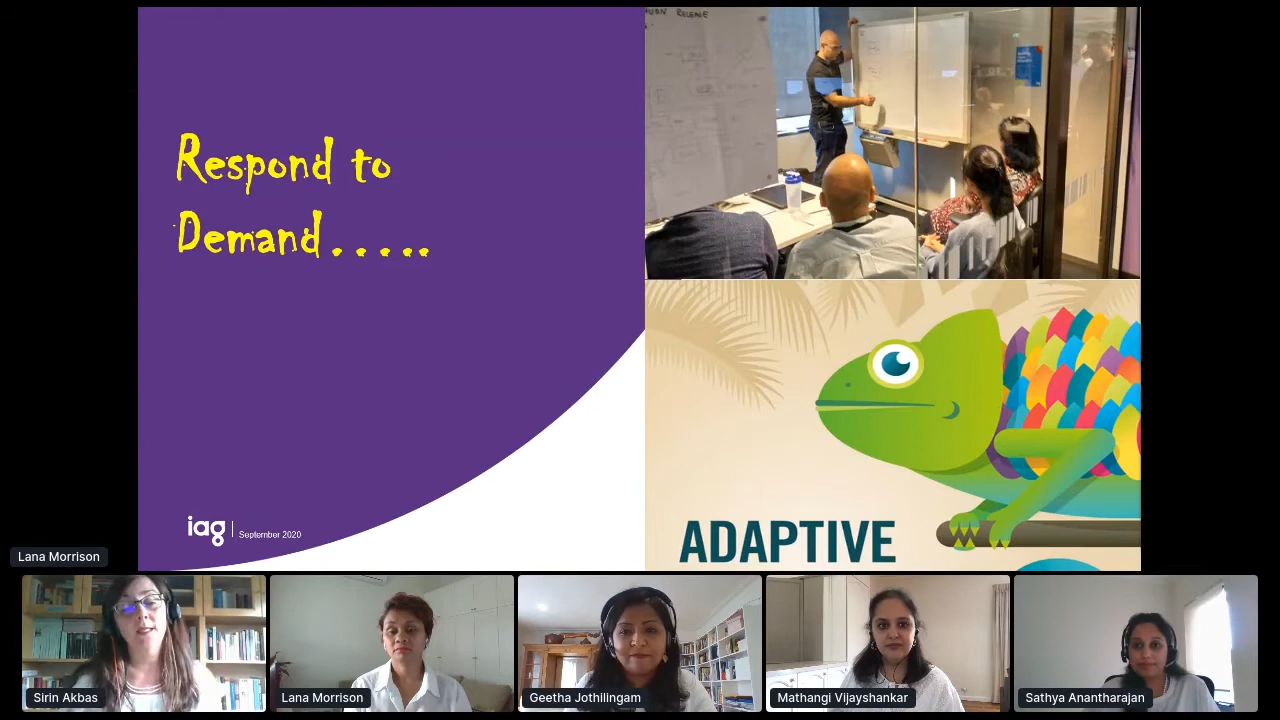 Respond to
Demand.....
iag
September 2020
RELEASE
ADAPTIVE
Lana Morrison
Sirin Akbas
Lana Morrison
Geetha Jothilingam
Mathangi Vijayshankar
Sathya Anantharajan